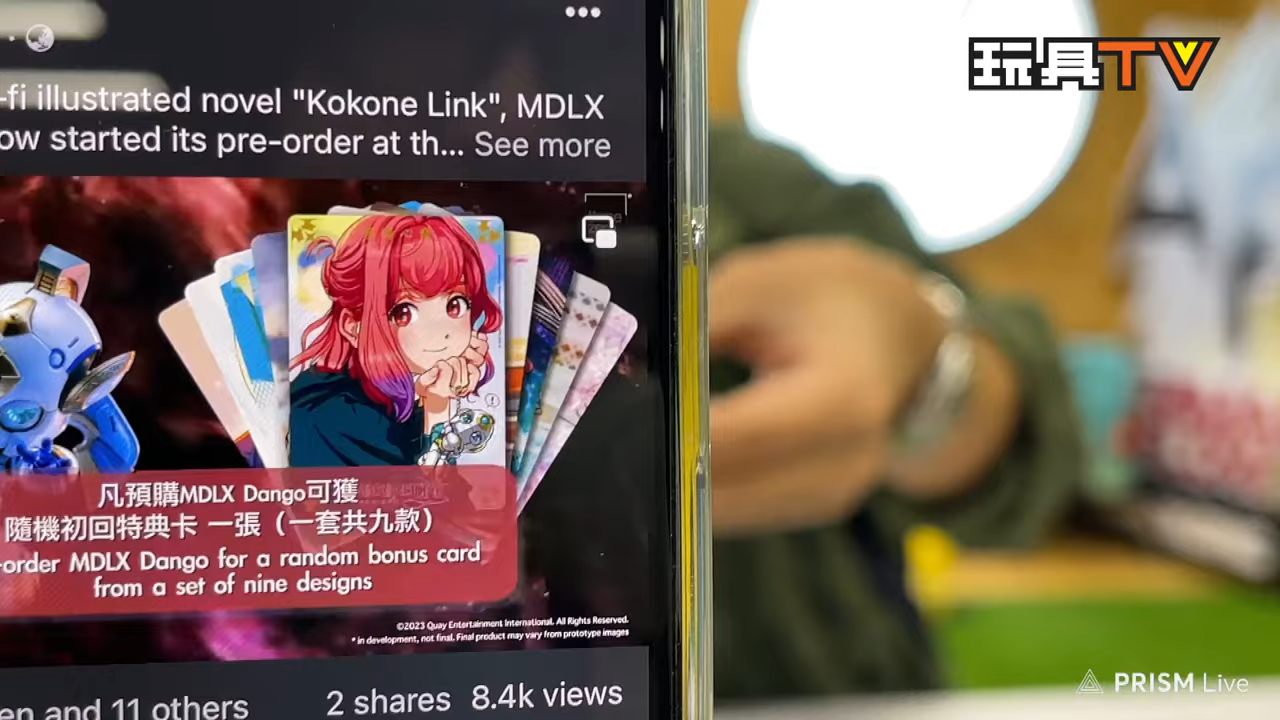 玩具TV
-fi illustrated novel "Kokone Link", MDLX
ow started its pre-order at th... See more
凡預購MDLX Dango可獲
隨機初回特典卡 一張（一套共九款）
-order MDLX Dango for a random bonus card
from a set of nine designs
©2023 Quay Entertainment International. All Rights Reserved.
* in development, not final. Final product may vary from prototype images
en and 11 others
2 shares 8.4k views
PRISM Live